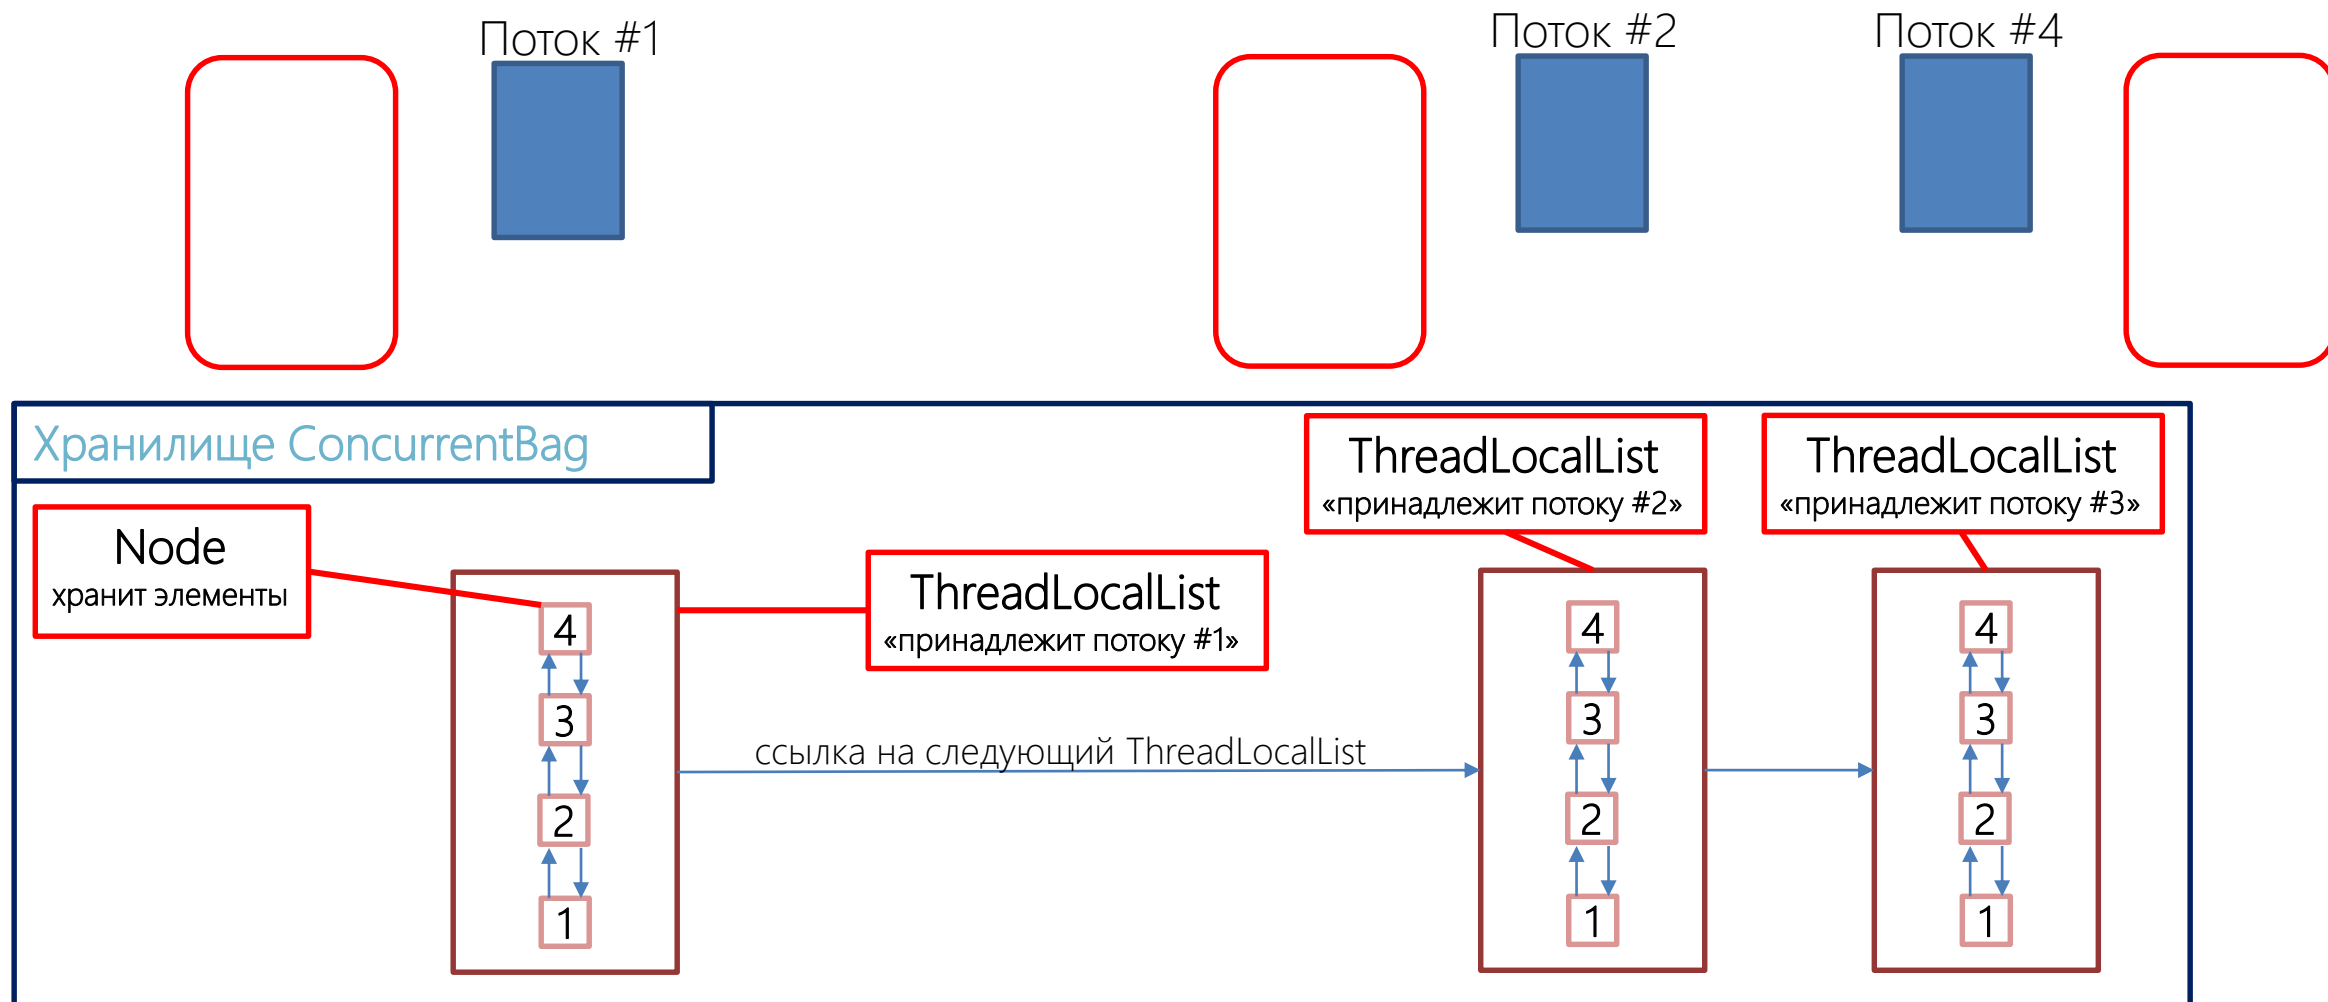 Поток #1
Поток #2
Поток #4
Хранилище ConcurrentBag
Node
хранит элементы
ThreadLocalList
«принадлежит потоку #1»
ThreadLocalList
«принадлежит потоку #2»
ThreadLocalList
«принадлежит потоку #3»
4
3
2
1
ссылка на следующий ThreadLocalList
4
3
2
1
4
3
2
1